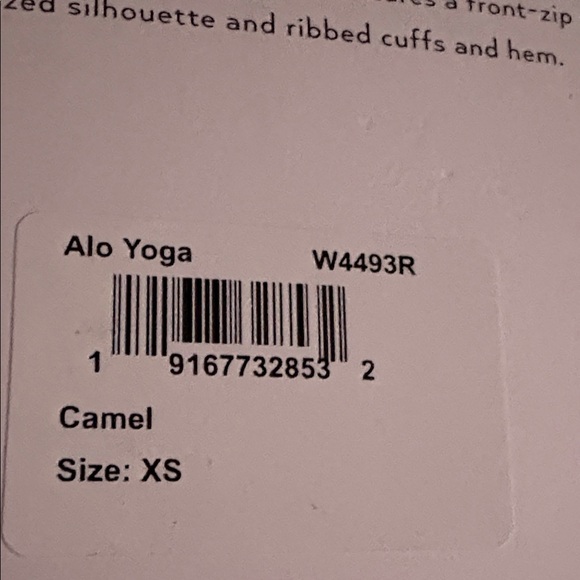 a front-zip
silhouette and ribbed cuffs and hem.
Alo Yoga W4493R
1 9167732853 2
Camel
Size: XS